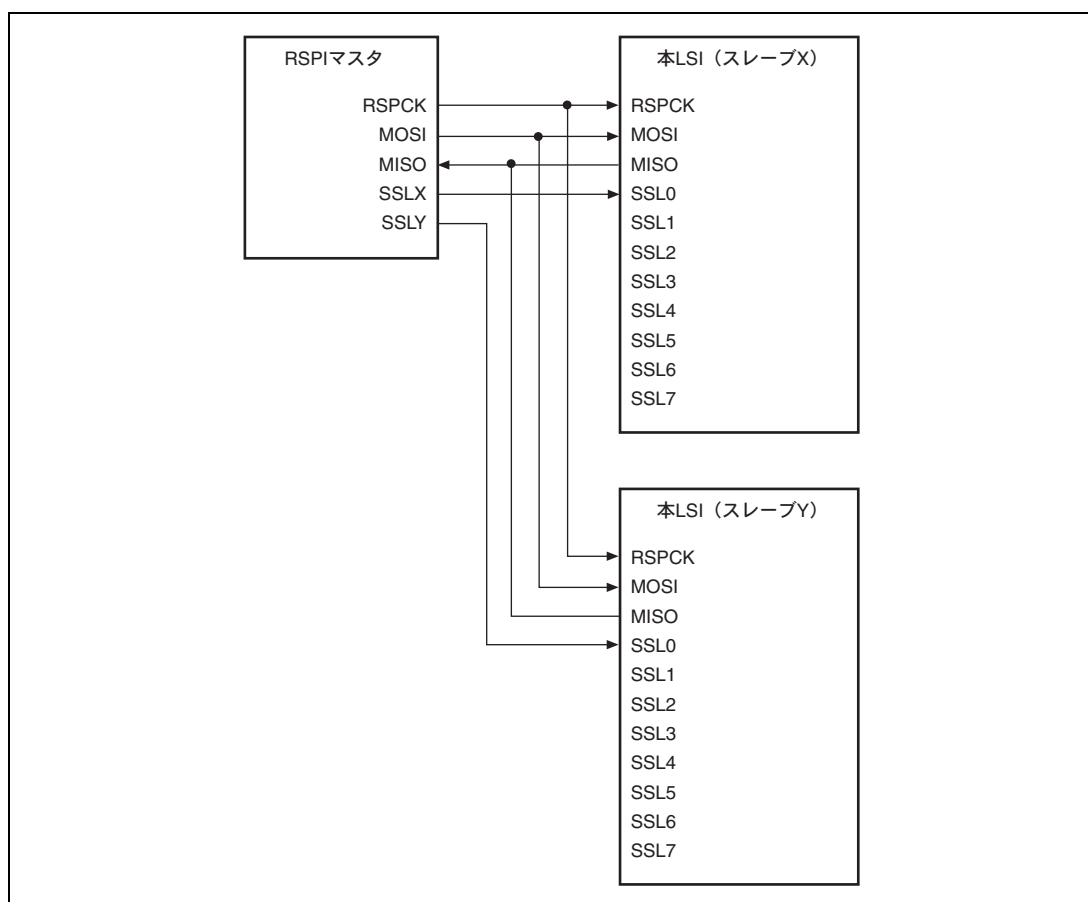 RSPIマスタ
RSPCK
MOSI
MISO
SSLX
SSLY
本LSI（スレーブX）
RSPCK
MOSI
MISO
SSL0
SSL1
SSL2
SSL3
SSL4
SSL5
SSL6
SSL7
本LSI（スレーブY）
RSPCK
MOSI
MISO
SSL0
SSL1
SSL2
SSL3
SSL4
SSL5
SSL6
SSL7